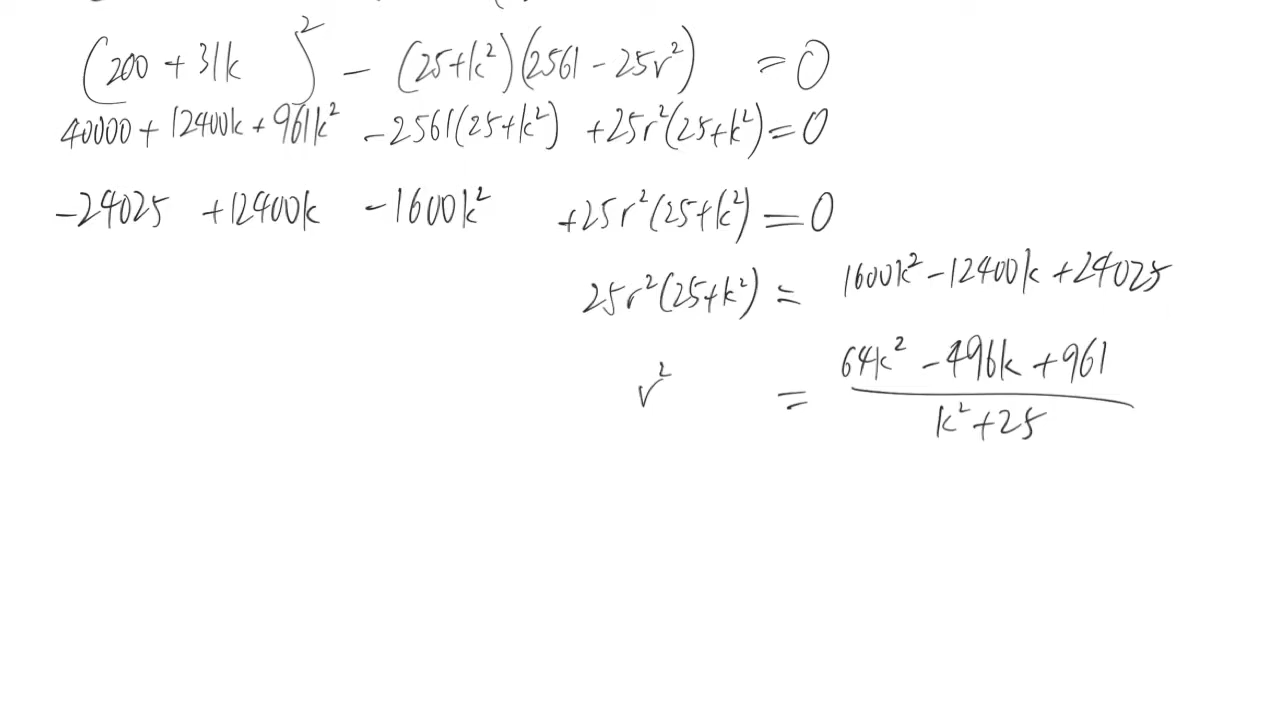 (200 + 31k )² - (25+k²)(2561 - 25r²) = 0
40000 + 12400k + 961k² - 2561(25+k²) + 25r²(25+k²) = 0
-24025 + 12400k - 1600k² + 25r²(25+k²) = 0
25r²(25+k²) = 1600k² - 12400k + 24025
r² = (64k² - 496k + 961)/(k² + 25)